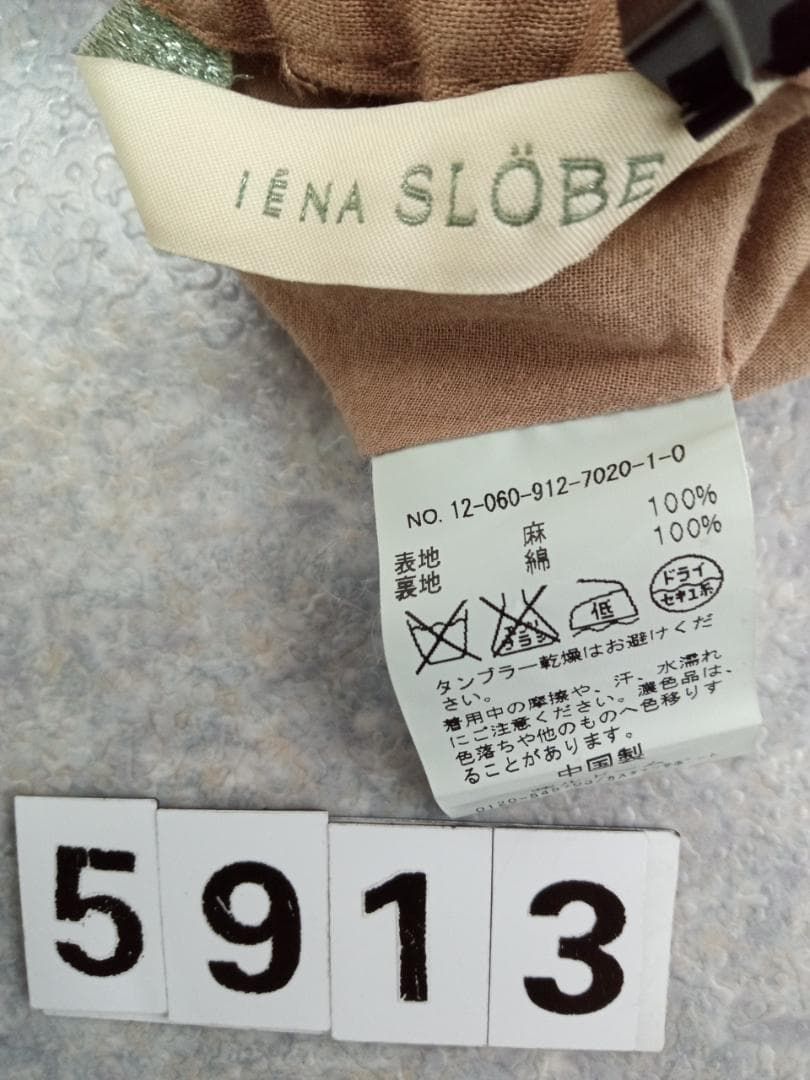 IÉNA SLÖBE
NO. 12-060-912-7020-1-0
表地 麻 100%
裏地 綿 100%
低
ドライ
セキユ系
タンブラー乾燥はお避けくだ
さい。
着用中の摩擦や、汗、水濡れ
にご注意ください。濃色品は、
色落ちや他のものへ色移りす
ることがあります。
中国製
5913